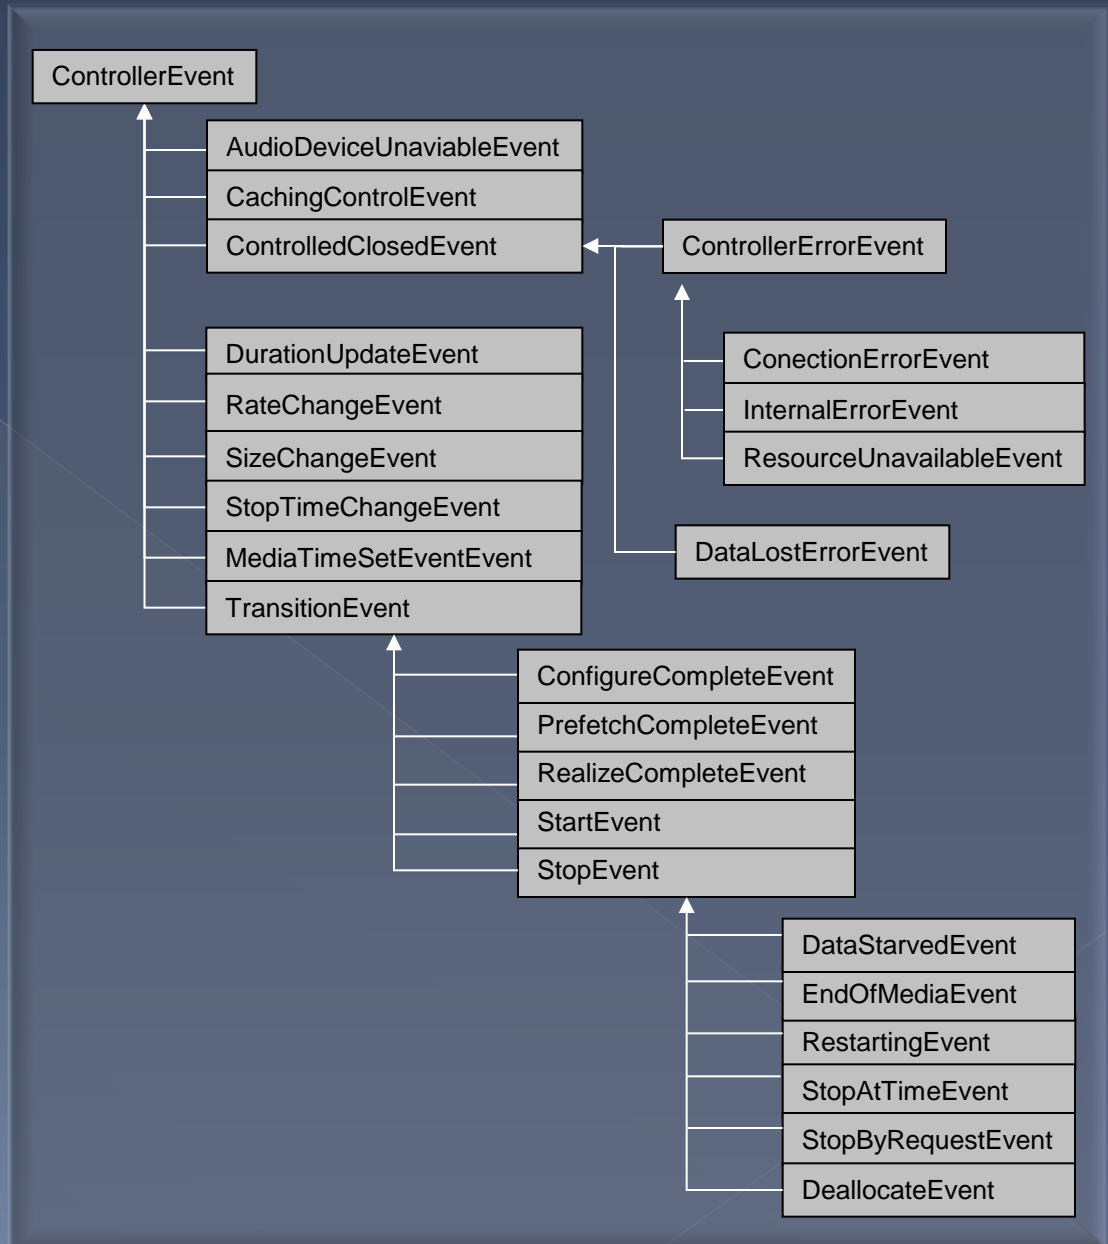 ControllerEvent
AudioDeviceUnaviableEvent
CachingControlEvent
ControlledClosedEvent
ControllerErrorEvent
DurationUpdateEvent
RateChangeEvent
SizeChangeEvent
StopTimeChangeEvent
MediaTimeSetEventEvent
TransitionEvent
ConectionErrorEvent
InternalErrorEvent
ResourceUnavailableEvent
DataLostErrorEvent
ConfigureCompleteEvent
PrefetchCompleteEvent
RealizeCompleteEvent
StartEvent
StopEvent
DataStarvedEvent
EndOfMediaEvent
RestartingEvent
StopAtTimeEvent
StopByRequestEvent
DeallocateEvent